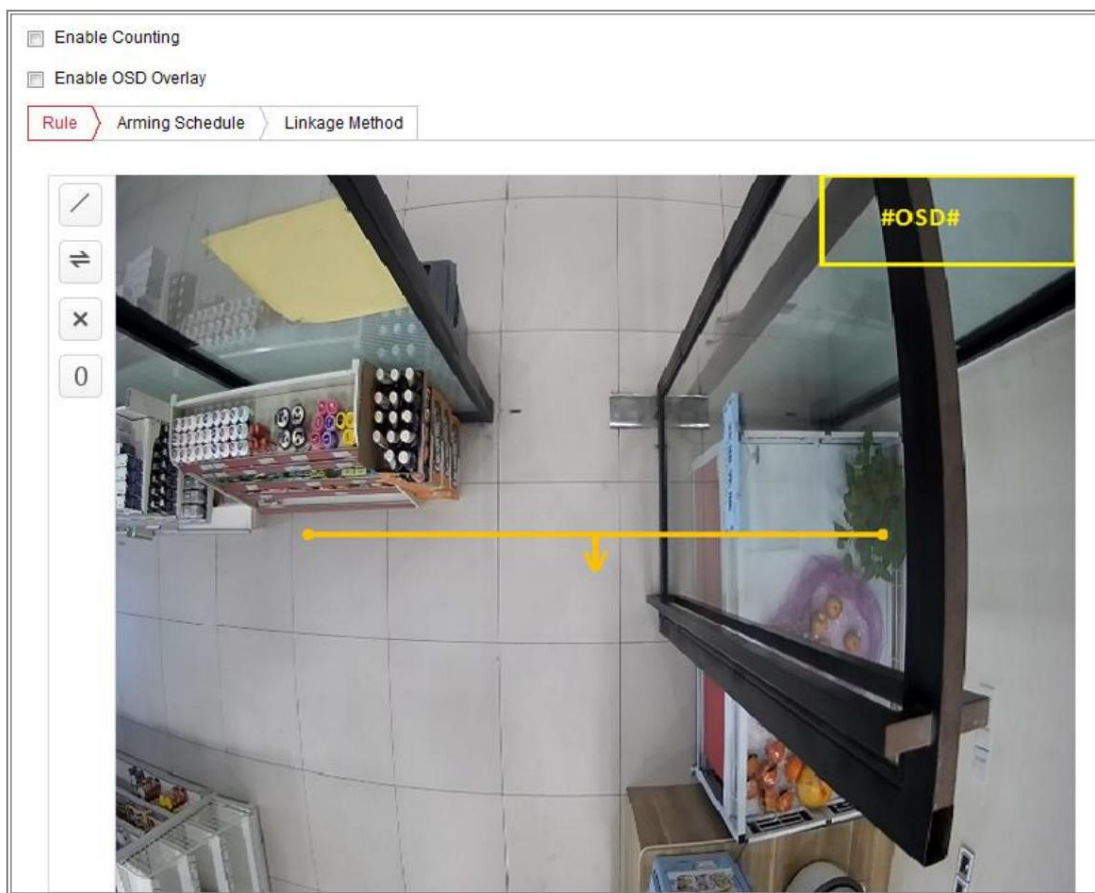 Enable Counting
Enable OSD Overlay
Rule Arming Schedule Linkage Method
#OSD#
0